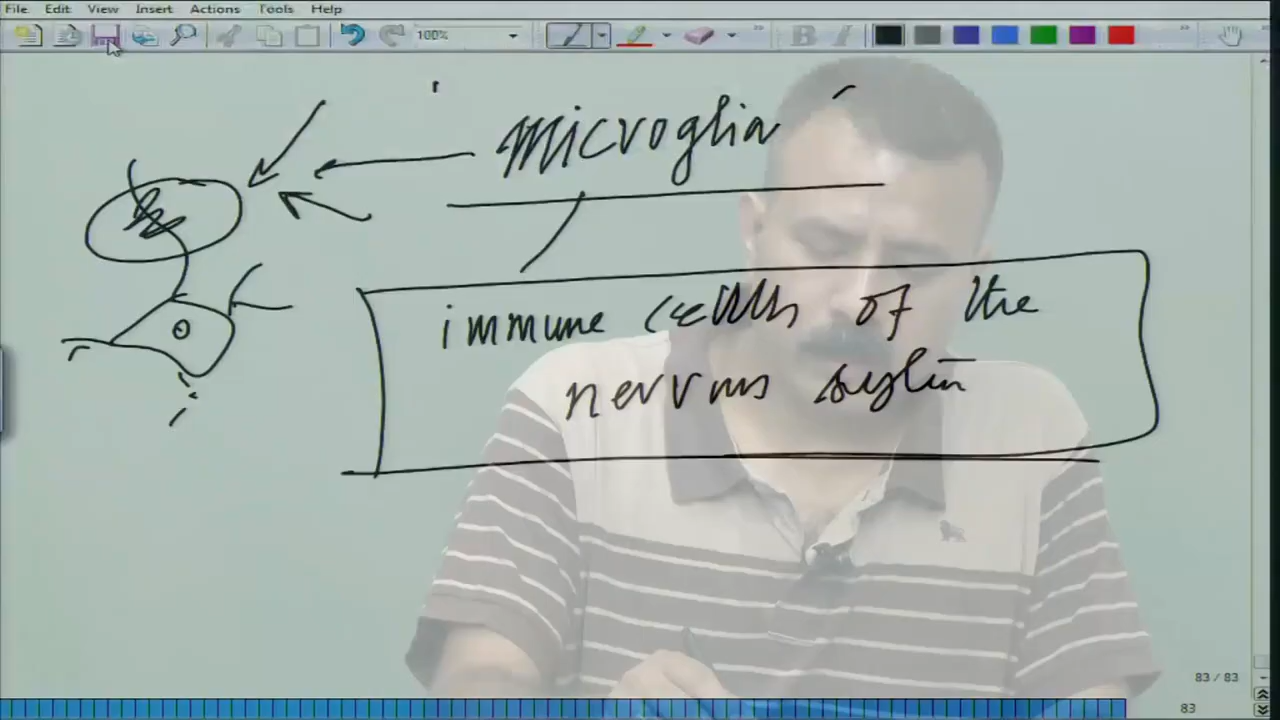 File Edit View Insert Actions Tools Help
100%
B I
microglia
immune cells of the
nervous system
83 / 83
83